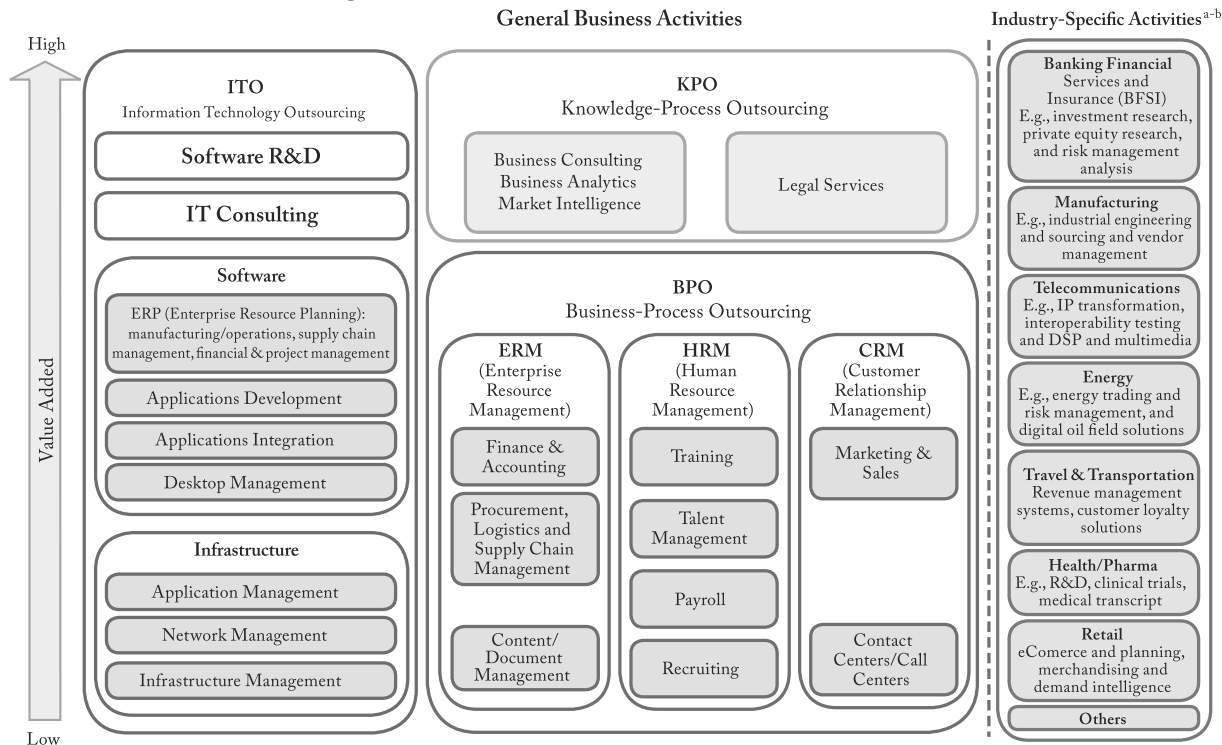 General Business Activities
Industry-Specific Activities a-b
High
Value Added
Low
ITO
Information Technology Outsourcing
Software R&D
IT Consulting
Software
ERP (Enterprise Resource Planning):
manufacturing/operations, supply chain
management, financial & project management
Applications Development
Applications Integration
Desktop Management
Infrastructure
Application Management
Network Management
Infrastructure Management
KPO
Knowledge-Process Outsourcing
Business Consulting
Business Analytics
Market Intelligence
Legal Services
BPO
Business-Process Outsourcing
ERM
(Enterprise
Resource
Management)
Finance &
Accounting
Procurement,
Logistics and
Supply Chain
Management
Content/
Document
Management
HRM
(Human
Resource
Management)
Training
Talent
Management
Payroll
Recruiting
CRM
(Customer
Relationship
Management)
Marketing &
Sales
Contact
Centers/Call
Centers
Banking Financial
Services and
Insurance (BFSI)
E.g., investment research,
private equity research,
and risk management
analysis
Manufacturing
E.g., industrial engineering
and sourcing and vendor
management
Telecommunications
E.g., IP transformation,
interoperability testing
and DSP and multimedia
Energy
E.g., energy trading and
risk management, and
digital oil field solutions
Travel & Transportation
Revenue management
systems, customer loyalty
solutions
Health/Pharma
E.g., R&D, clinical trials,
medical transcript
Retail
eComerce and planning,
merchandising and
demand intelligence
Others